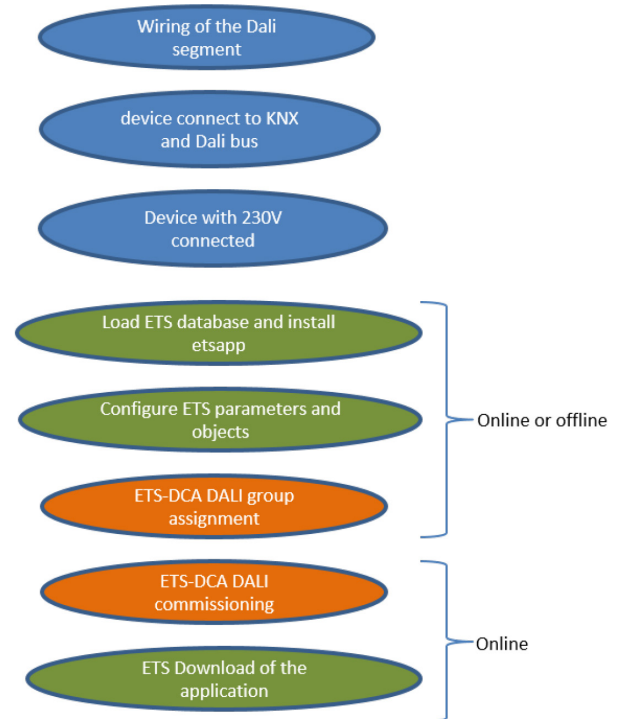 Wiring of the Dali
segment
device connect to KNX
and Dali bus
Device with 230V
connected
Load ETS database and install
etsapp
Configure ETS parameters and
objects
Online or offline
ETS-DCA DALI group
assignment
ETS-DCA DALI
commissioning
Online
ETS Download of the
application